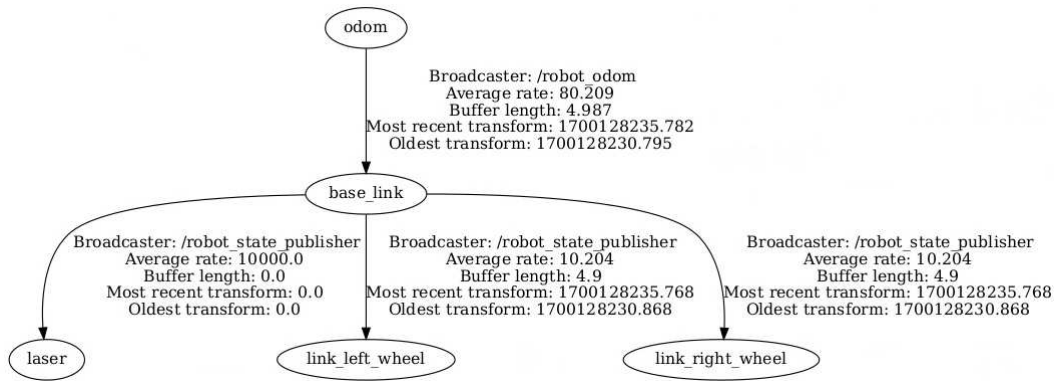 odom
Broadcaster: /robot_odom
Average rate: 80.209
Buffer length: 4.987
Most recent transform: 1700128235.782
Oldest transform: 1700128230.795
base_link
Broadcaster: /robot_state_publisher
Average rate: 10000.0
Buffer length: 0.0
Most recent transform: 0.0
Oldest transform: 0.0
Broadcaster: /robot_state_publisher
Average rate: 10.204
Buffer length: 4.9
Most recent transform: 1700128235.768
Oldest transform: 1700128230.868
Broadcaster: /robot_state_publisher
Average rate: 10.204
Buffer length: 4.9
Most recent transform: 1700128235.768
Oldest transform: 1700128230.868
laser
link_left_wheel
link_right_wheel